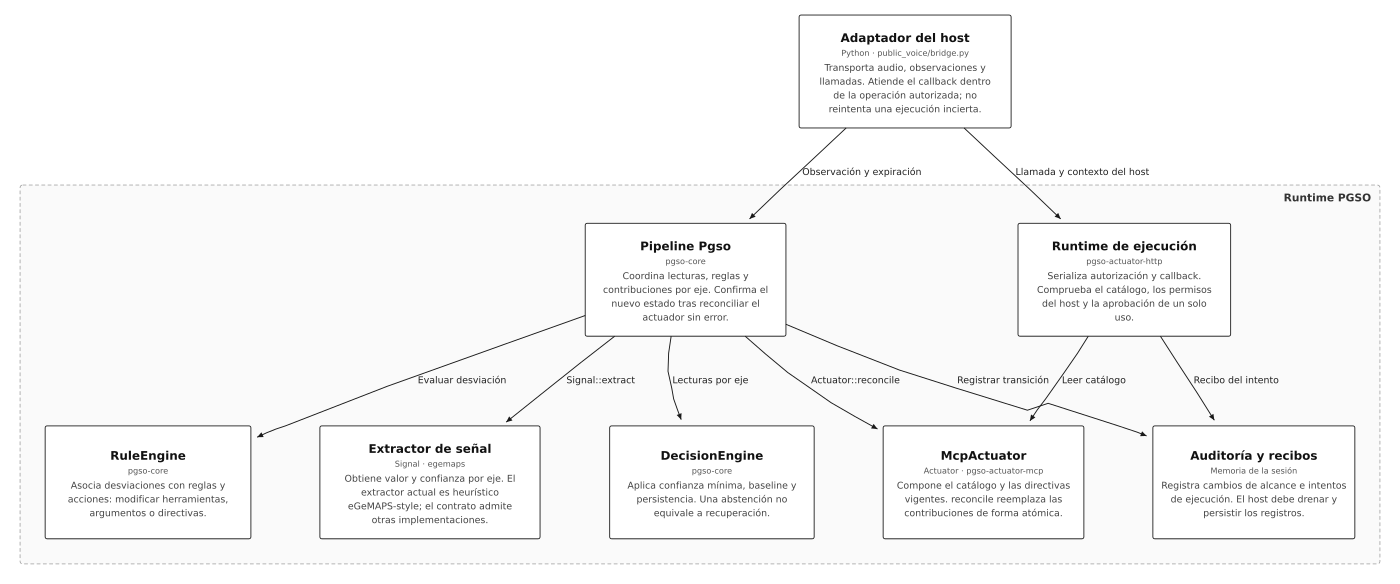 Adaptador del host
Python · public_voice/bridge.py
Transporta audio, observaciones y
llamadas. Atiende el callback dentro
de la operación autorizada; no
reintenta una ejecución incierta.
Observación y expiración
Llamada y contexto del host
Runtime PGSO
Pipeline Pgso
pgso-core
Coordina lecturas, reglas y
contribuciones por eje. Confirma el
nuevo estado tras reconciliar el
actuador sin error.
Runtime de ejecución
pgso-actuator-http
Serializa autorización y callback.
Comprueba el catálogo, los permisos
del host y la aprobación de un solo
uso.
Evaluar desviación
Signal::extract
Lecturas por eje
Actuator::reconcile
Registrar transición
Leer catálogo
Recibo del intento
RuleEngine
pgso-core
Asocia desviaciones con reglas y
acciones: modificar herramientas,
argumentos o directivas.
Extractor de señal
Signal · egemaps
Obtiene valor y confianza por eje. El
extractor actual es heurístico
eGeMAPS-style; el contrato admite
otras implementaciones.
DecisionEngine
pgso-core
Aplica confianza mínima, baseline y
persistencia. Una abstención no
equivale a recuperación.
McpActuator
Actuator · pgso-actuator-mcp
Compone el catálogo y las directivas
vigentes. reconcile reemplaza las
contribuciones de forma atómica.
Auditoría y recibos
Memoria de la sesión
Registra cambios de alcance e intentos
de ejecución. El host debe drenar y
persistir los registros.